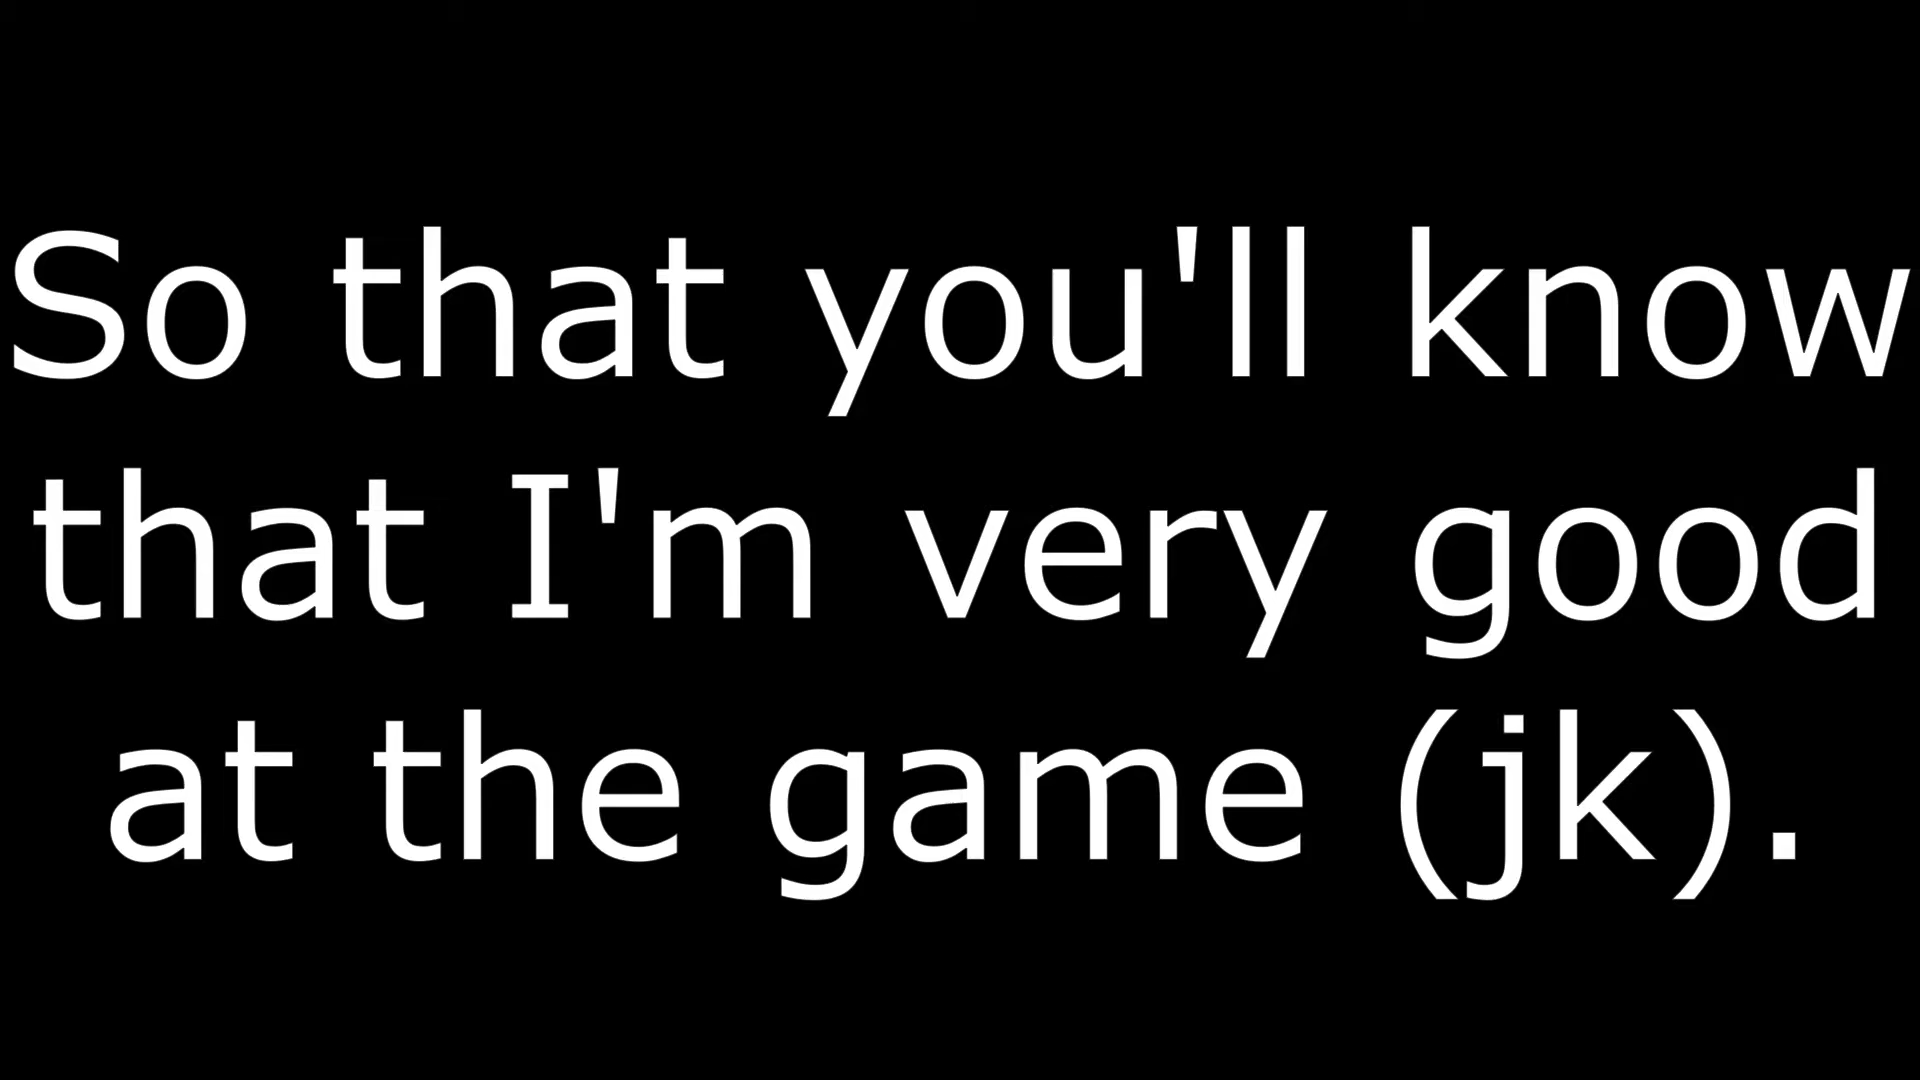 So that you'll know
that I'm very good
at the game (jk).